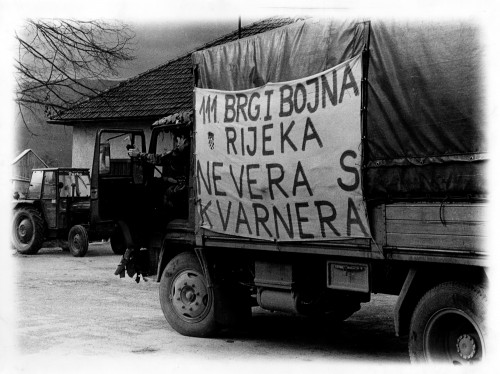 111 BRG. I BOJNA
RIJEKA
NEVERA S
KVARNERA